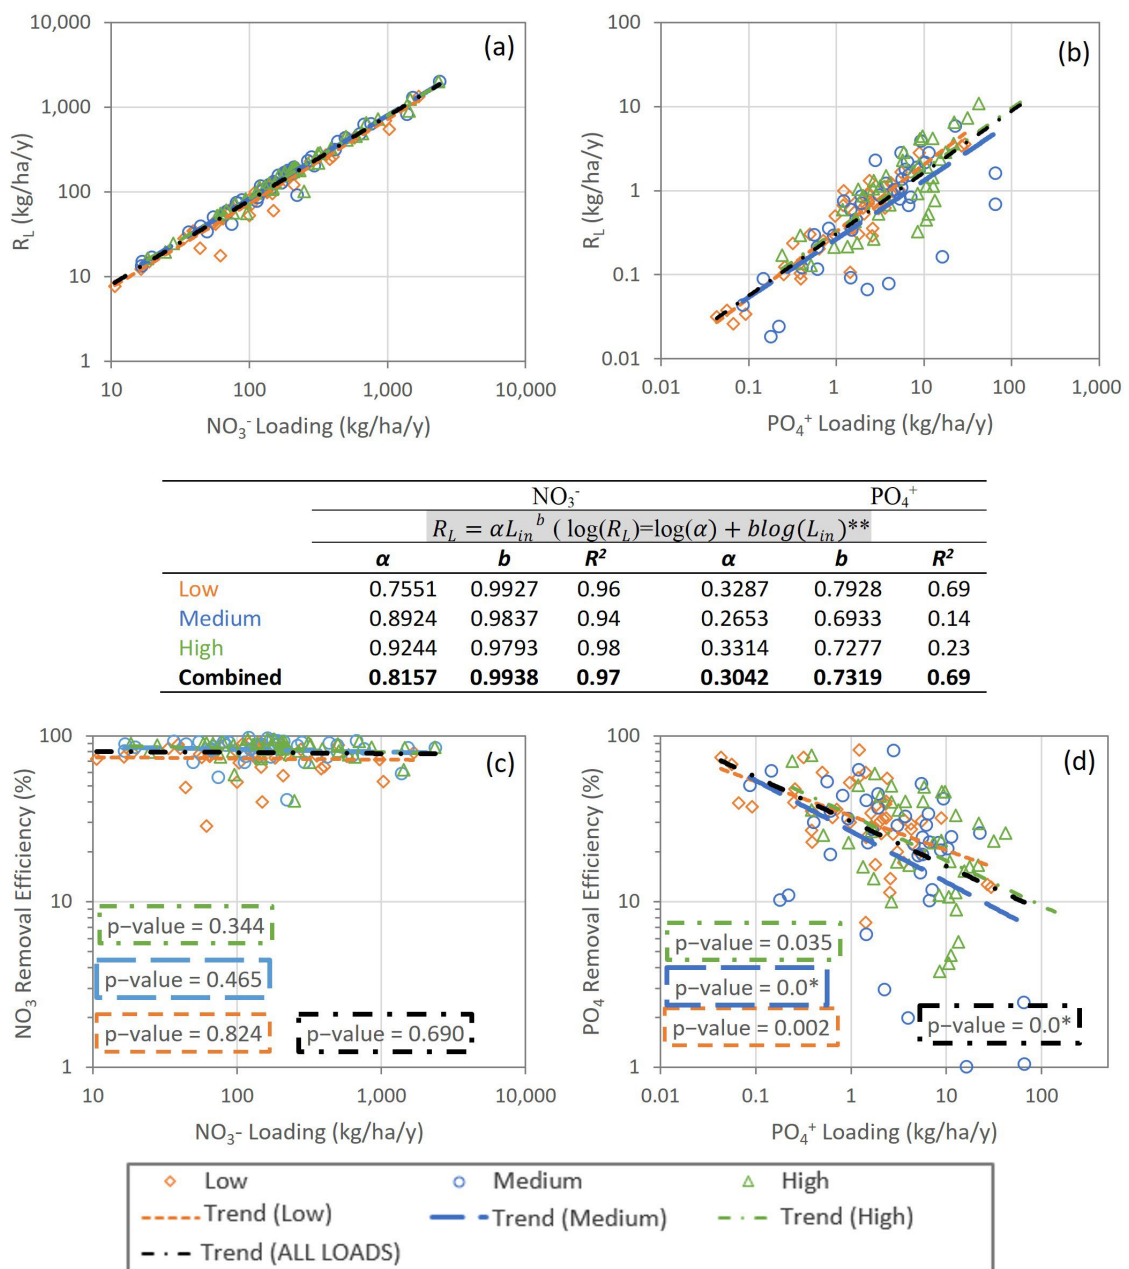 10,000
1,000
100
10
1
(a)
R_L (kg/ha/y)
10 100 1,000 10,000
NO₃⁻ Loading (kg/ha/y)
100
10
1
0.1
0.01
(b)
R_L (kg/ha/y)
0.01 0.1 1 10 100 1,000
PO₄⁺ Loading (kg/ha/y)
NO₃⁻ PO₄⁺
R_L = αL_in^b ( log(R_L)=log(α) + blog(L_in)**
α b R² α b R²
Low 0.7551 0.9927 0.96 0.3287 0.7928 0.69
Medium 0.8924 0.9837 0.94 0.2653 0.6933 0.14
High 0.9244 0.9793 0.98 0.3314 0.7277 0.23
Combined 0.8157 0.9938 0.97 0.3042 0.7319 0.69
100
10
1
(c)
NO₃ Removal Efficiency (%)
p–value = 0.344
p–value = 0.465
p–value = 0.824
p–value = 0.690
10 100 1,000 10,000
NO₃- Loading (kg/ha/y)
100
10
1
(d)
PO₄ Removal Efficiency (%)
p–value = 0.035
p–value = 0.0*
p–value = 0.002
p–value = 0.0*
0.01 0.1 1 10 100
PO₄⁺ Loading (kg/ha/y)
Low Medium High
Trend (Low) Trend (Medium) Trend (High)
Trend (ALL LOADS)